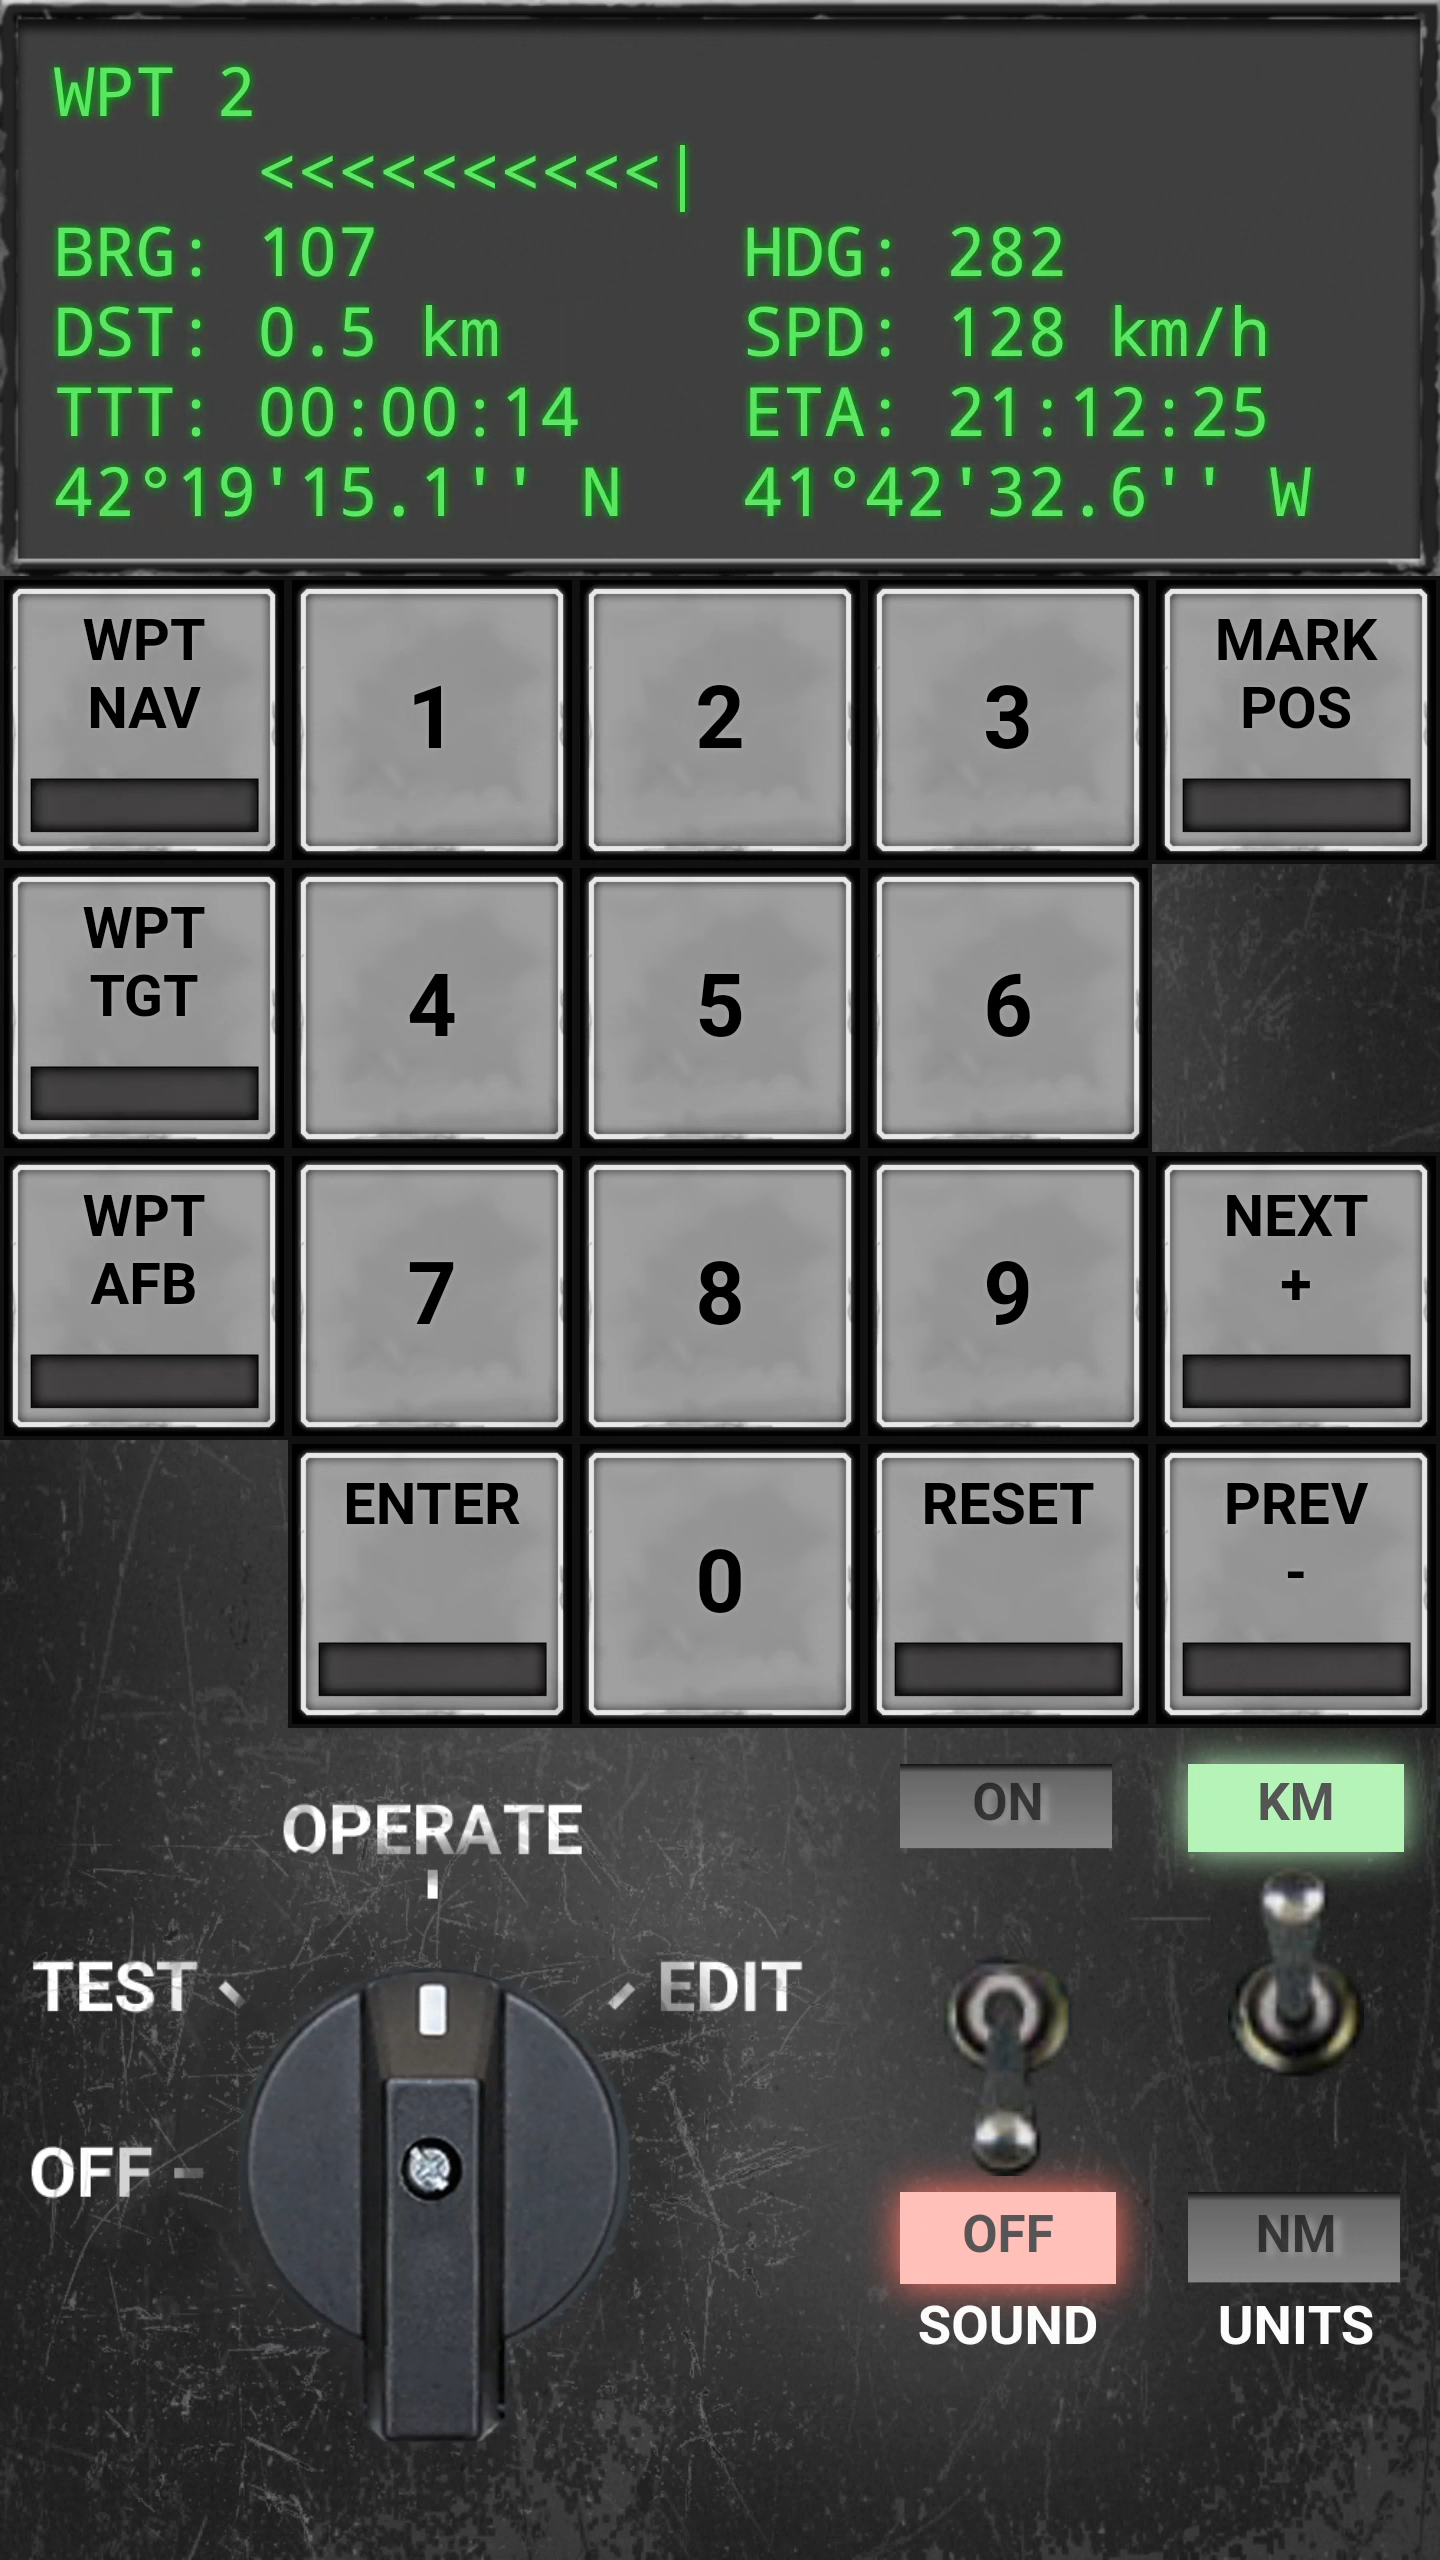 WPT 2
<<<<<<<<<<|
BRG: 107 HDG: 282
DST: 0.5 km SPD: 128 km/h
TTT: 00:00:14 ETA: 21:12:25
42°19'15.1'' N 41°42'32.6'' W
WPT
NAV
1
2
3
MARK
POS
WPT
TGT
4
5
6
WPT
AFB
7
8
9
NEXT
+
ENTER
0
RESET
PREV
-
ON
KM
OPERATE
TEST
EDIT
OFF
OFF
NM
SOUND
UNITS